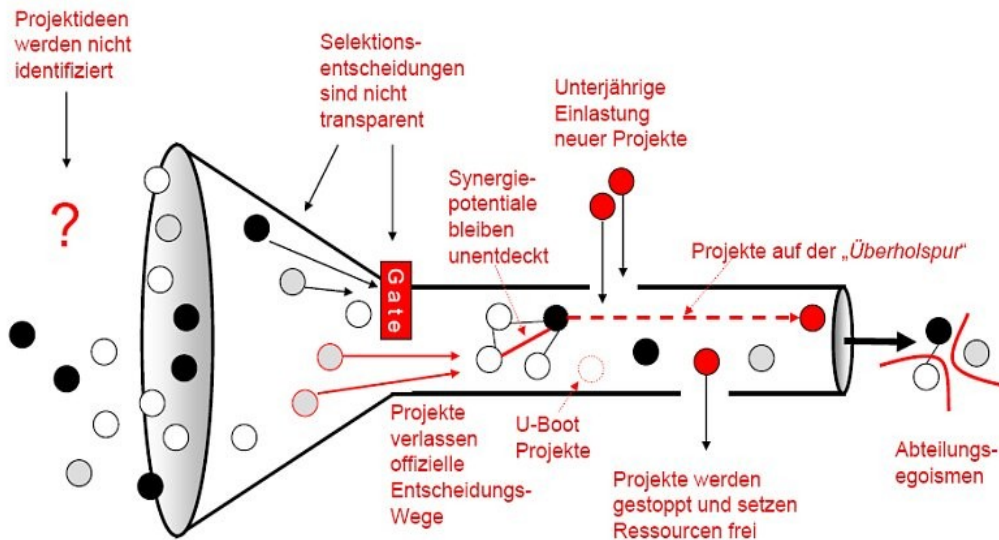 Projektideen
werden nicht
identifiziert
?
Selektions-
entscheidungen
sind nicht
transparent
Gate
Unterjährige
Einlastung
neuer Projekte
Synergie-
potentiale
bleiben
unentdeckt
Projekte auf der „Überholspur“
Projekte
verlassen
offizielle
Entscheidungs-
Wege
U-Boot
Projekte
Projekte werden
gestoppt und setzen
Ressourcen frei
Abteilungs-
egoismen